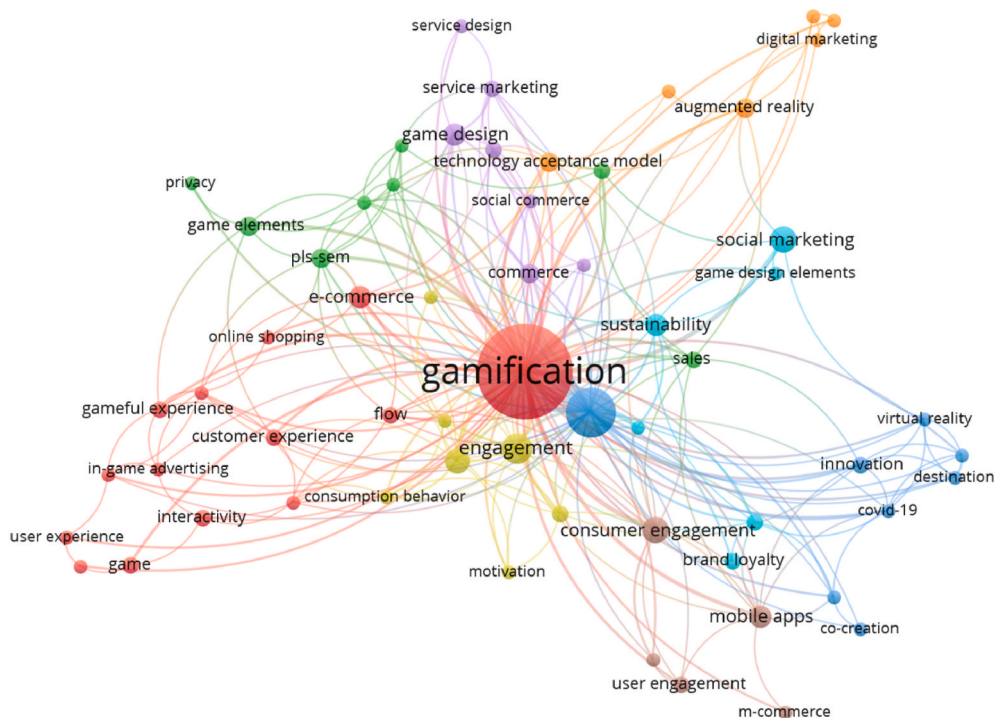 service design
digital marketing
service marketing
augmented reality
game design
technology acceptance model
privacy
social commerce
game elements
social marketing
pls-sem
commerce
game design elements
e-commerce
sustainability
online shopping
sales
gamification
gameful experience
flow
virtual reality
customer experience
engagement
in-game advertising
innovation
destination
consumption behavior
covid-19
interactivity
consumer engagement
user experience
brand loyalty
game
motivation
mobile apps
co-creation
user engagement
m-commerce